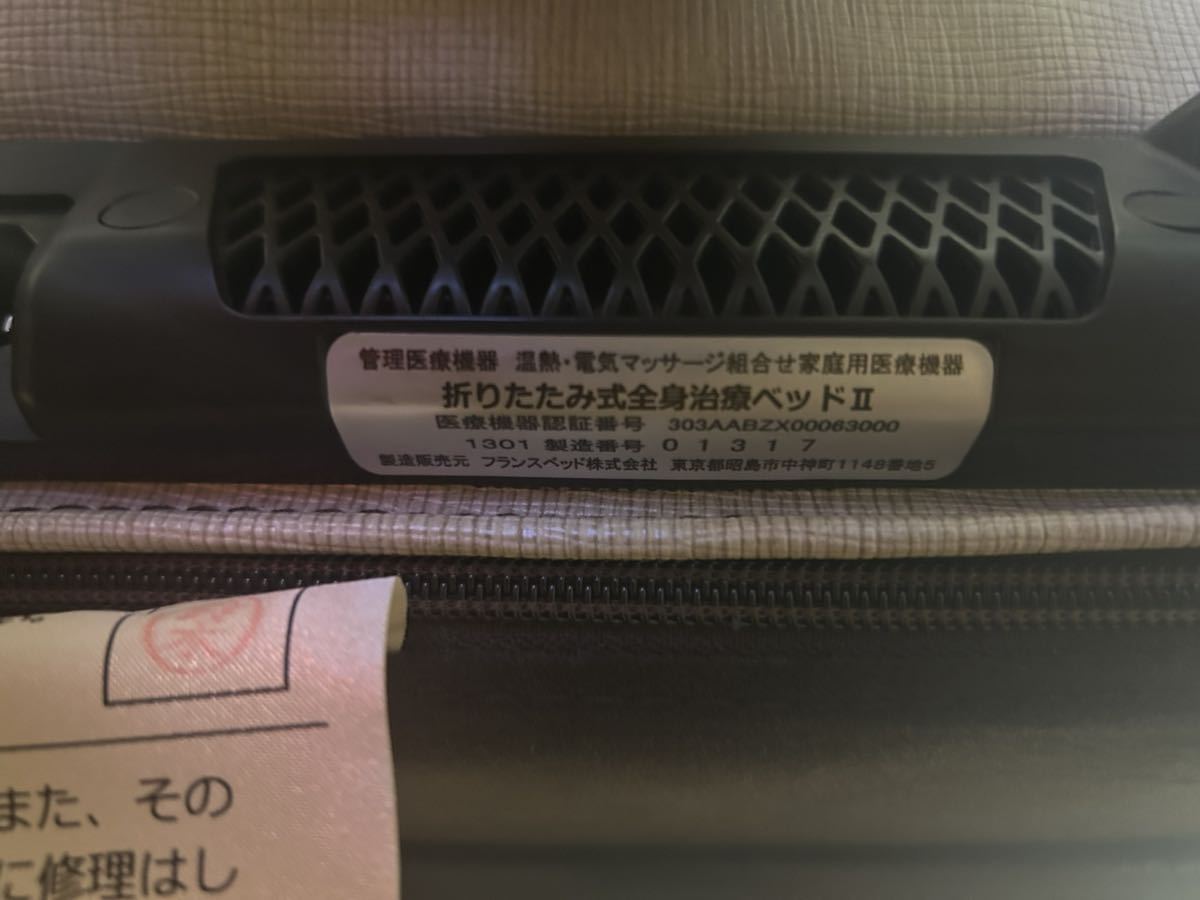 管理医療機器 温熱・電気マッサージ組合せ家庭用医療機器
折りたたみ式全身治療ベッドⅡ
医療機器認証番号 303AABZX00063000
1301 製造番号 01317
製造販売元 フランスベッド株式会社 東京都昭島市中神町1148番地5
また、その
に修理はし